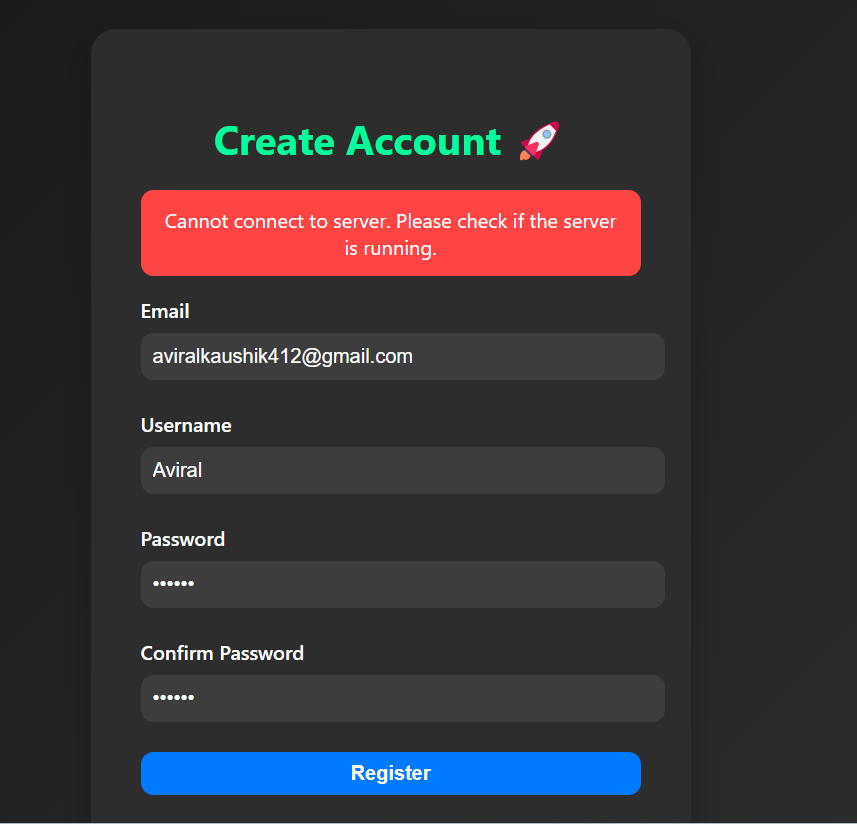 Create Account 🚀
Cannot connect to server. Please check if the server
is running.
Email
aviralkaushik412@gmail.com
Username
Aviral
Password
••••••
Confirm Password
••••••
Register